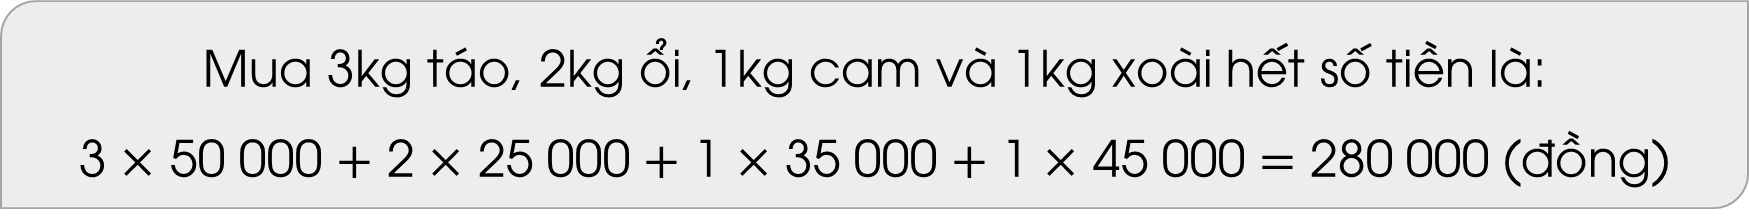 Mua 3kg táo, 2kg ổi, 1kg cam và 1kg xoài hết số tiền là:
3 × 50 000 + 2 × 25 000 + 1 × 35 000 + 1 × 45 000 = 280 000 (đồng)